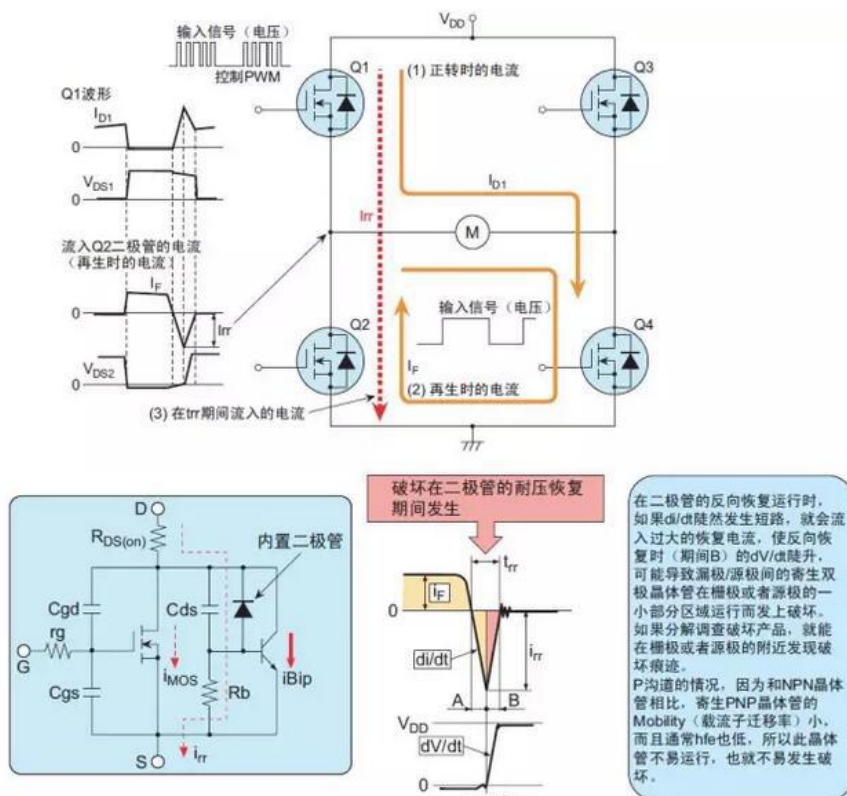 V_DD
输入信号（电压）
控制PWM
Q1
Q3
(1) 正转时的电流
Q1波形
I_D1
0
V_DS1
0
I_D1
Irr
M
流入Q2二极管的电流
（再生时的电流）
I_F
0
Irr
V_DS2
0
输入信号（电压）
Q2
Q4
I_F
(2) 再生时的电流
(3) 在trr期间流入的电流
D
R_DS(on)
内置二极管
Cgd
Cds
rg
G
i_MOS
iBip
Cgs
Rb
S
i_rr
破坏在二极管的耐压恢复
期间发生
t_rr
i_F
0
di/dt
i_rr
A
B
V_DD
dV/dt
0
在二极管的反向恢复运行时，
如果di/dt陡然发生短路，就会流
入过大的恢复电流，使反向恢
复时（期间B）的dV/dt陡升，
可能导致漏极/源极间的寄生双
极晶体管在栅极或者源极的一
小部分区域运行而发上破坏。
如果分解调查破坏产品，就能
在栅极或者源极的附近发现破
坏痕迹。
P沟道的情况，因为和NPN晶体
管相比，寄生PNP晶体管的
Mobility（载流子迁移率）小，
而且通常hfe也低，所以此晶体
管不易运行，也就不易发生破
坏。